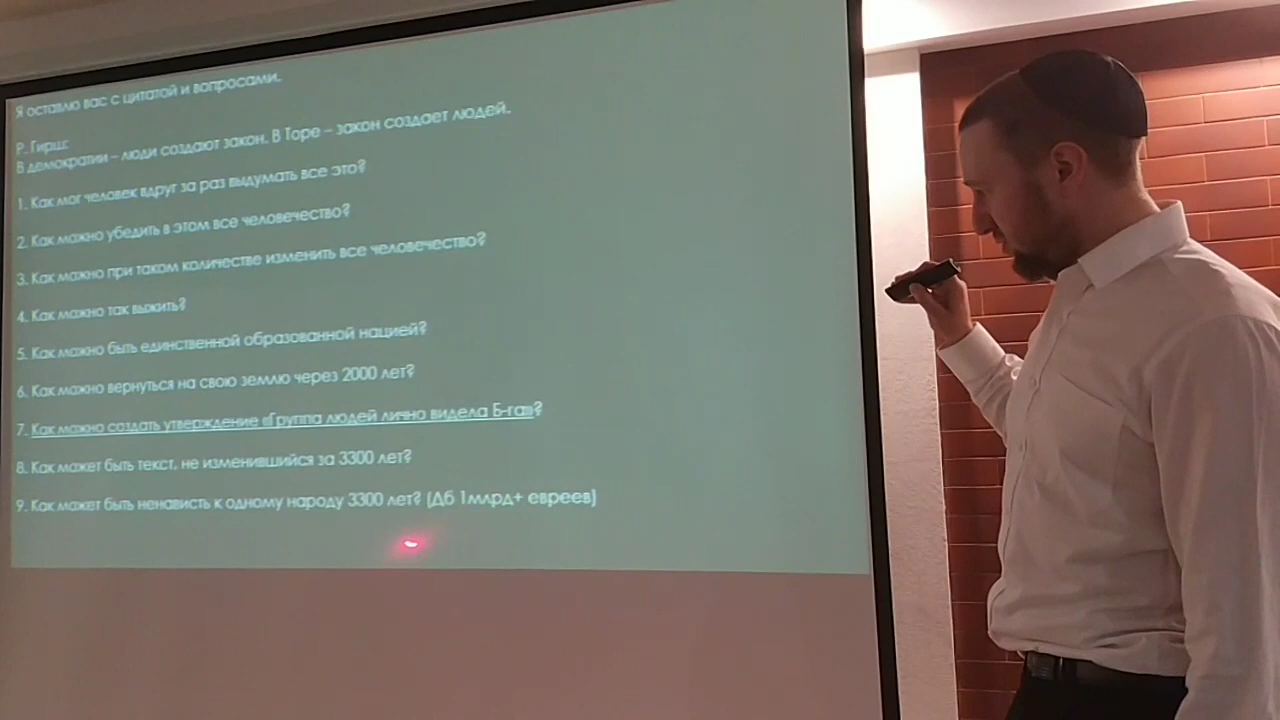 Я оставлю вас с цитатой и вопросами.
Р. Гирш:
В демократии – люди создают закон. В Торе – закон создает людей.
1. Как мог человек вдруг за раз выдумать все это?
2. Как можно убедить в этом все человечество?
3. Как можно при таком количестве изменить все человечество?
4. Как можно так выжить?
5. Как можно быть единственной образованной нацией?
6. Как можно вернуться на свою землю через 2000 лет?
7. Как можно создать утверждение «Группа людей лично видела Б-га»?
8. Как может быть текст, не изменившийся за 3300 лет?
9. Как может быть ненависть к одному народу 3300 лет? (Дб 1млрд+ евреев)